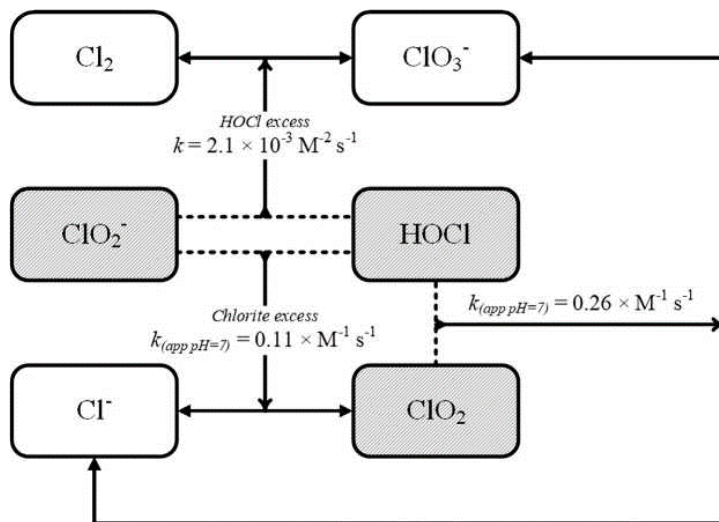 Cl₂
ClO₃⁻
HOCl excess
k = 2.1 × 10⁻³ M⁻² s⁻¹
ClO₂⁻
HOCl
k(app pH=7) = 0.26 × M⁻¹ s⁻¹
Chlorite excess
k(app pH=7) = 0.11 × M⁻¹ s⁻¹
Cl⁻
ClO₂